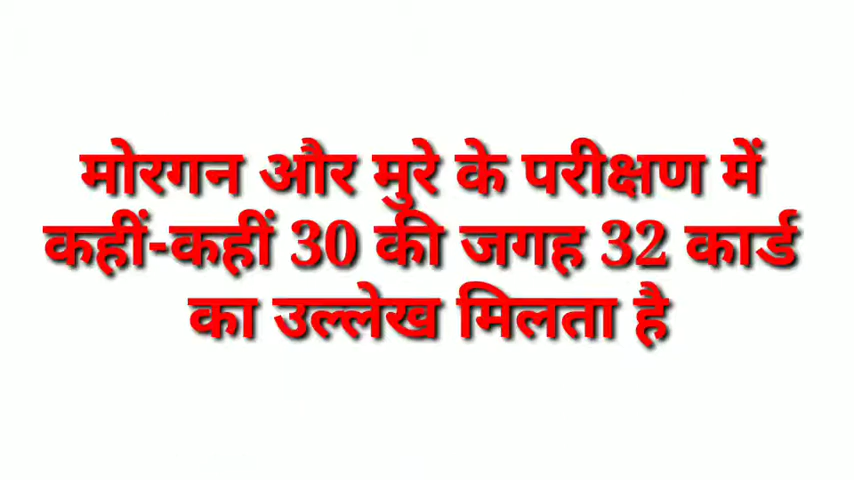 मोरगन और मुरे के परीक्षण में
कहीं-कहीं 30 की जगह 32 कार्ड
का उल्लेख मिलता है